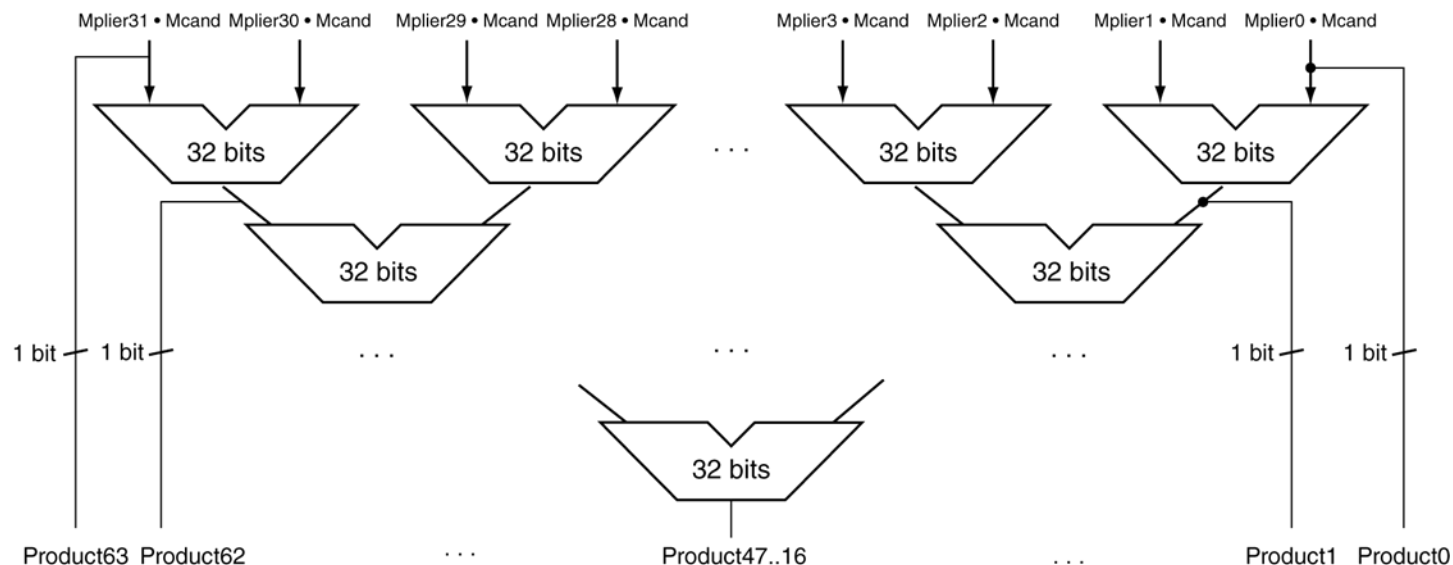 Mplier31 • Mcand Mplier30 • Mcand Mplier29 • Mcand Mplier28 • Mcand Mplier3 • Mcand Mplier2 • Mcand Mplier1 • Mcand Mplier0 • Mcand
32 bits 32 bits . . . 32 bits 32 bits
32 bits 32 bits
1 bit 1 bit . . . . . . . . . 1 bit 1 bit
32 bits
Product63 Product62 . . . Product47..16 . . . Product1 Product0